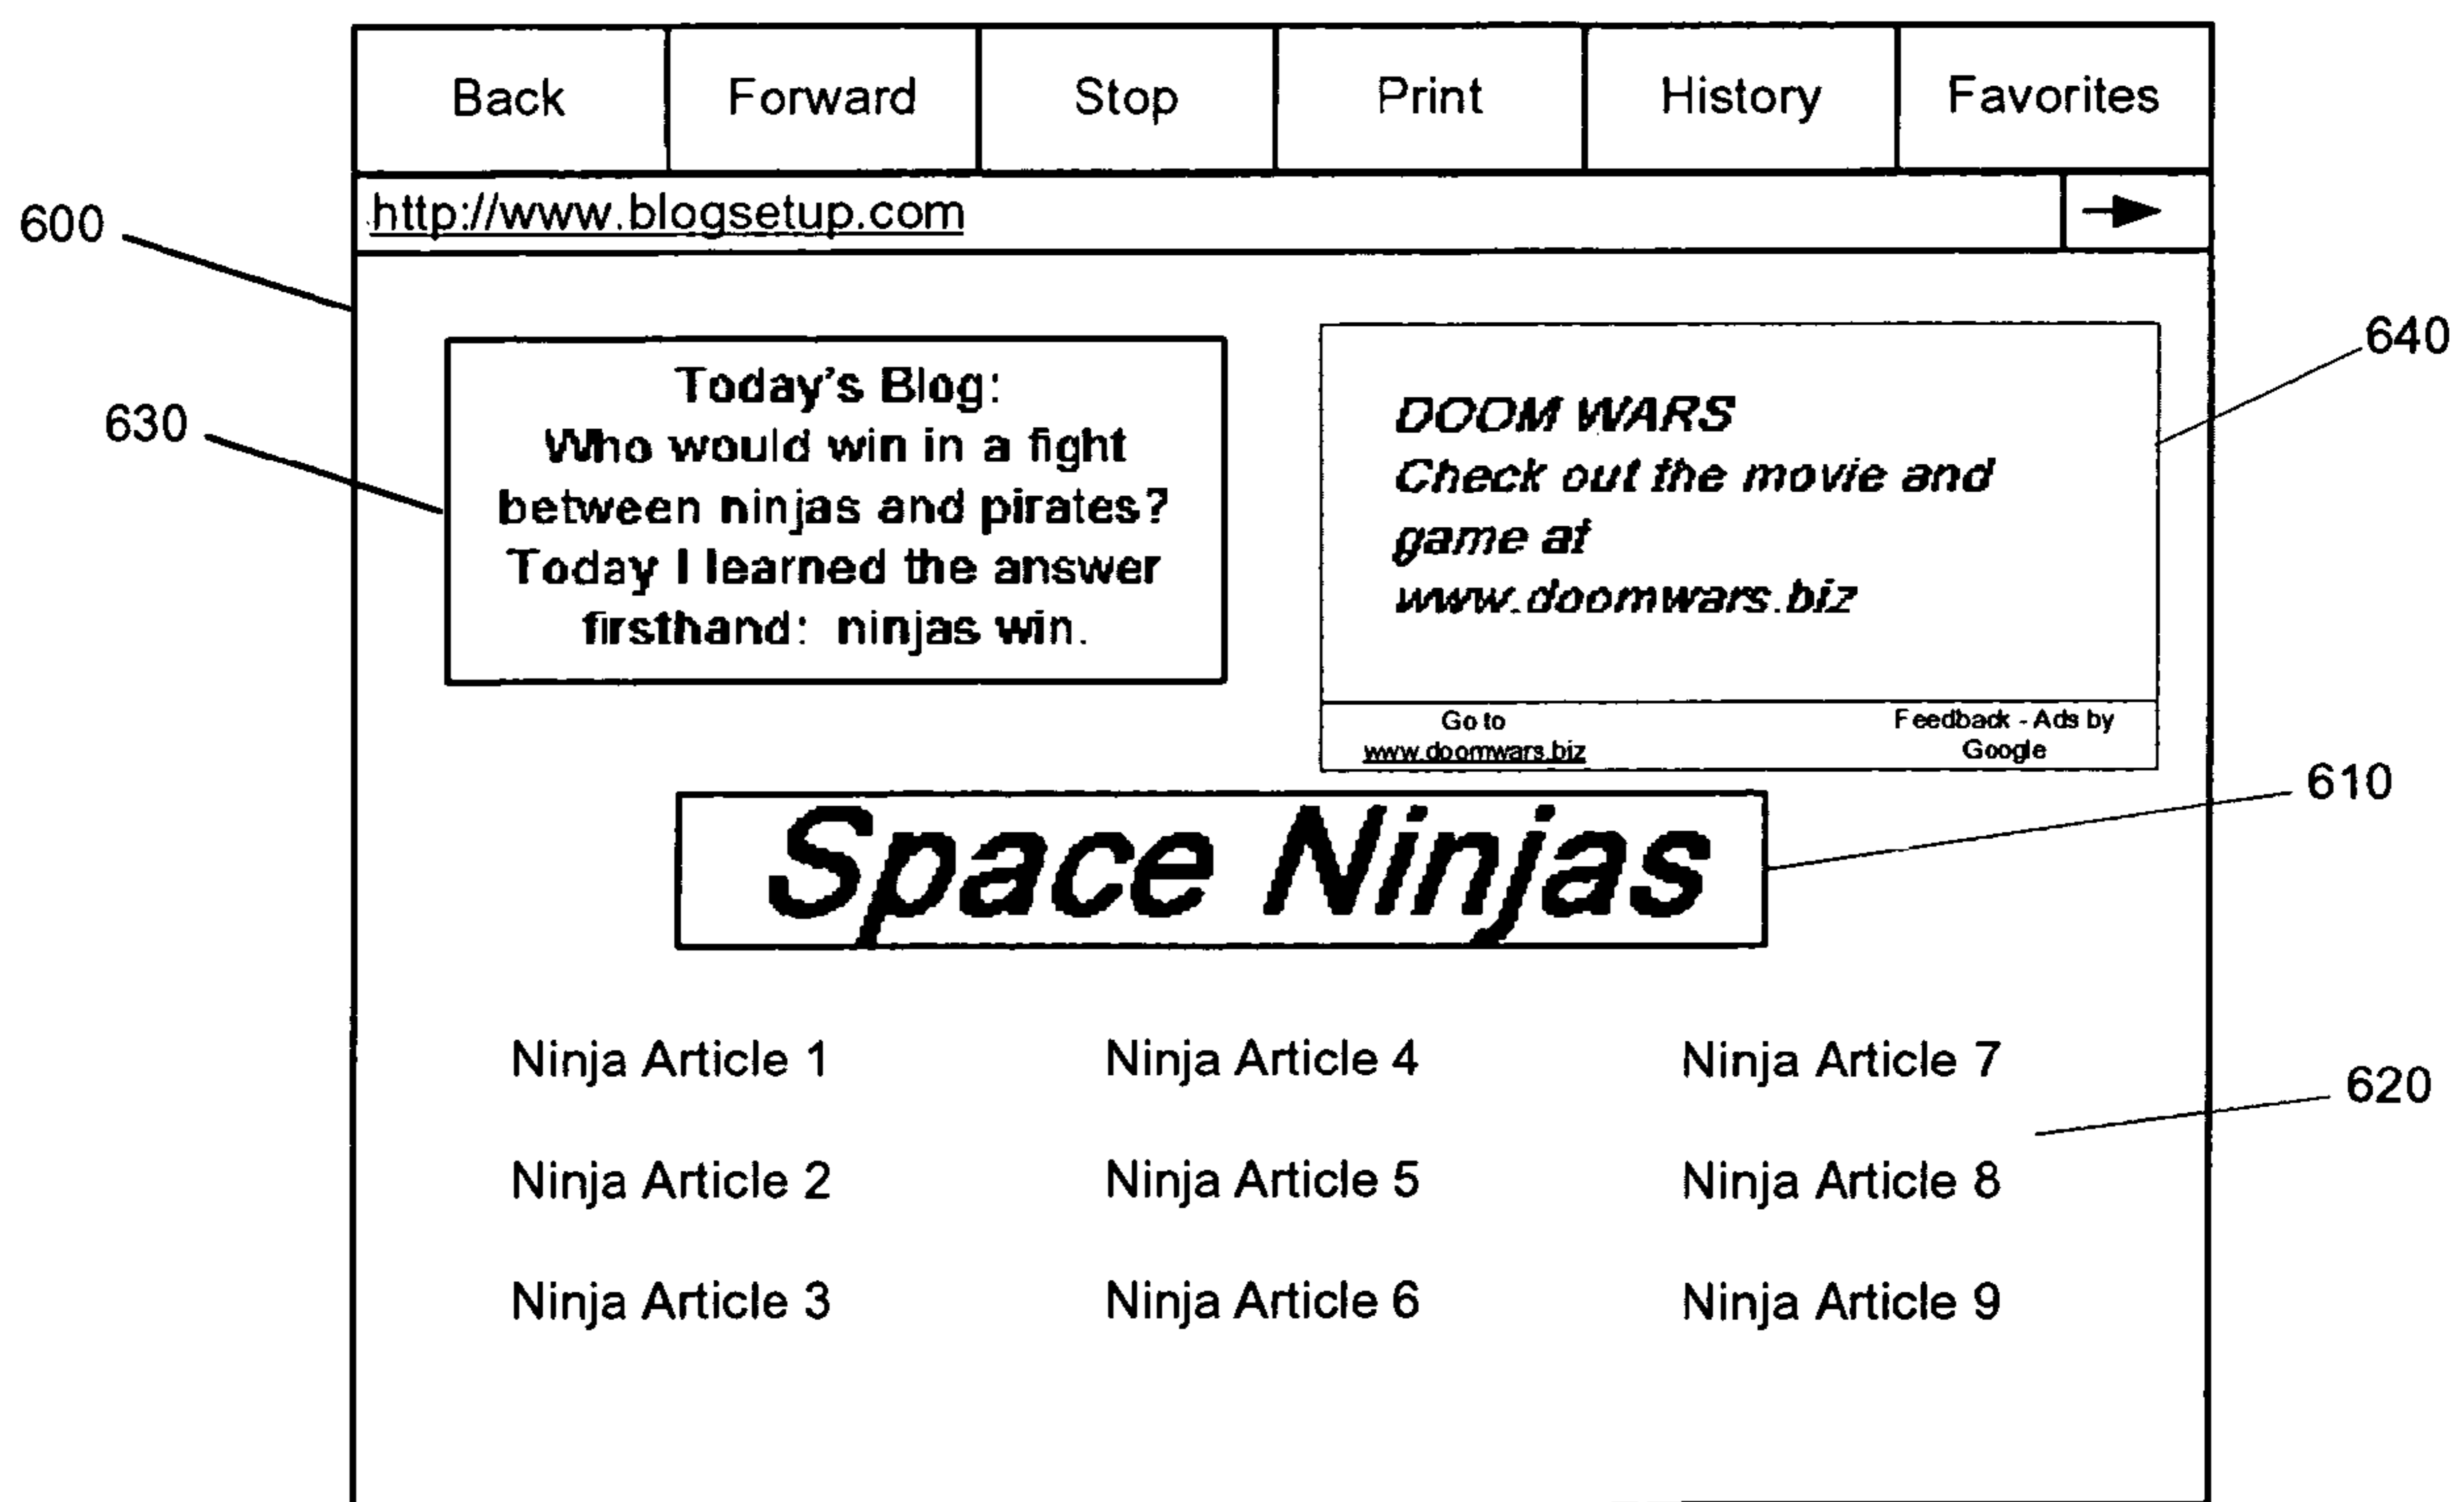 Back Forward Stop Print History Favorites
http://www.blogsetup.com
600
640
630
Today's Blog:
Who would win in a fight
between ninjas and pirates?
Today I learned the answer
firsthand: ninjas win.
DOOM WARS
Check out the movie and
game at
www.doomwars.biz
Go to
www.doomwars.biz
Feedback - Ads by
Google
610
Space Ninjas
Ninja Article 1 Ninja Article 4 Ninja Article 7
620
Ninja Article 2 Ninja Article 5 Ninja Article 8
Ninja Article 3 Ninja Article 6 Ninja Article 9